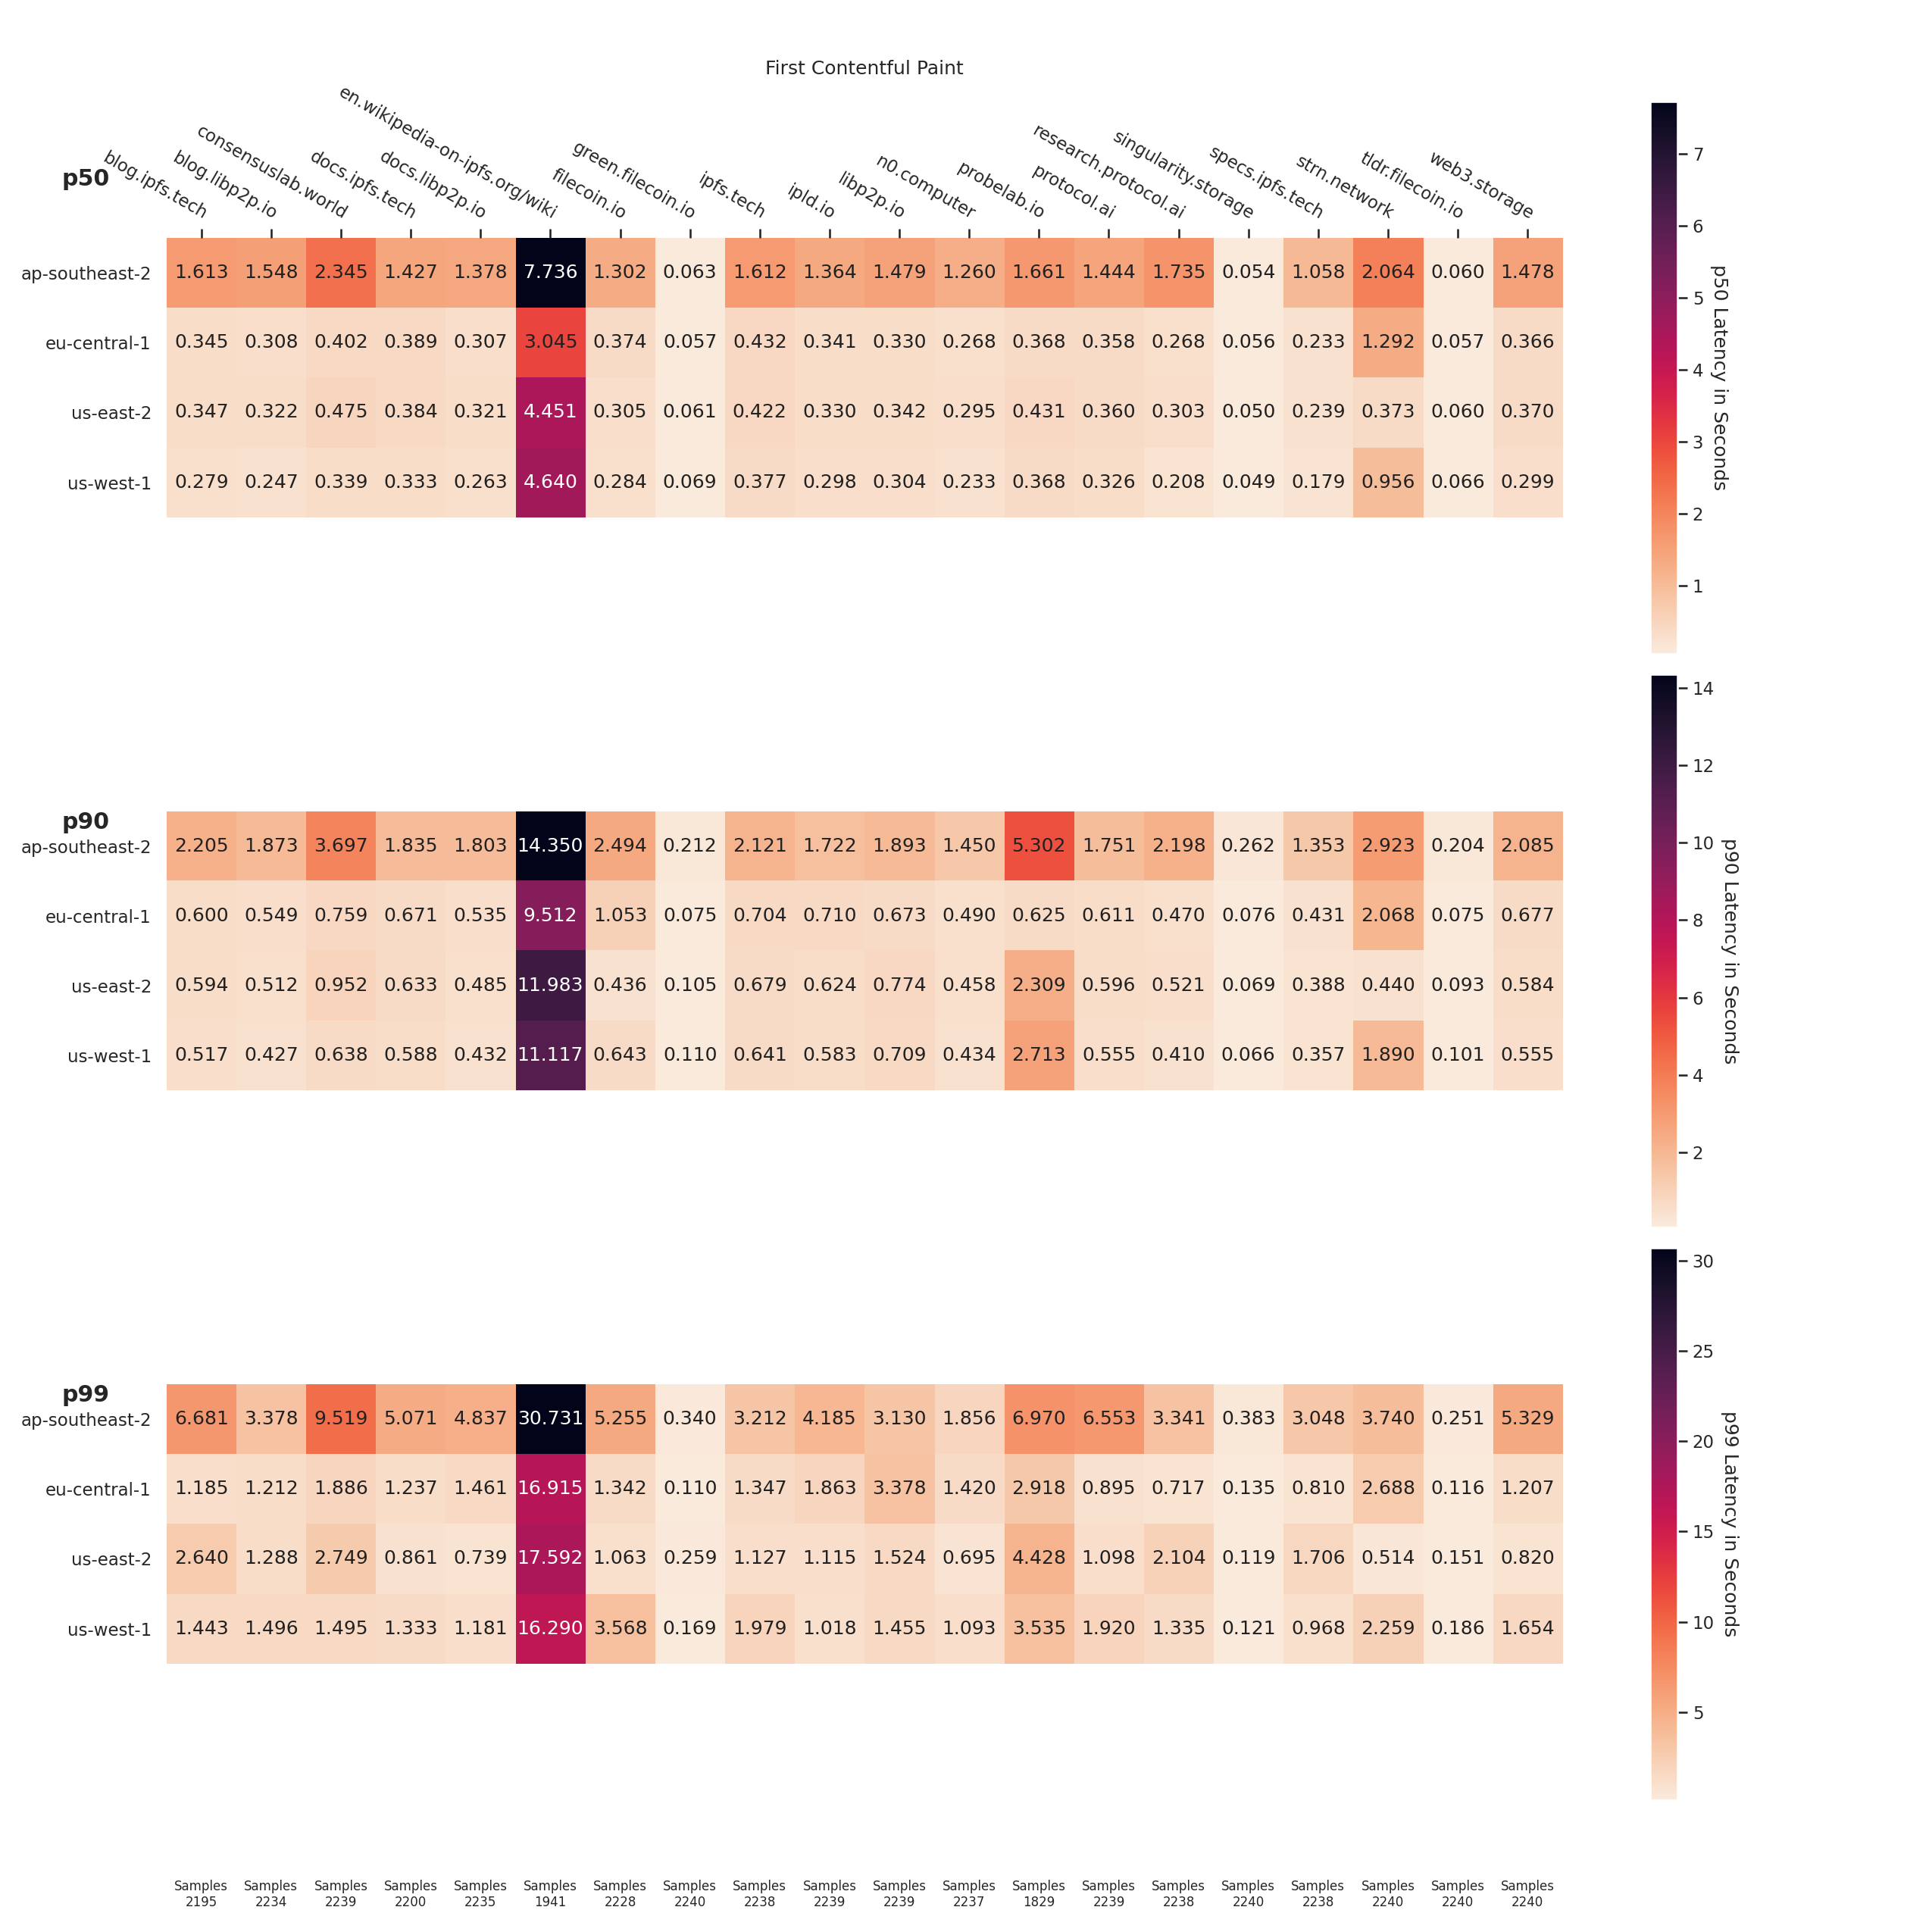 First Contentful Paint
p50
blog.ipfs.tech
blog.libp2p.io
consensuslab.world
docs.ipfs.tech
docs.libp2p.io
en.wikipedia-on-ipfs.org/wiki
filecoin.io
green.filecoin.io
ipfs.tech
ipld.io
libp2p.io
n0.computer
probelab.io
protocol.ai
research.protocol.ai
singularity.storage
specs.ipfs.tech
strn.network
tldr.filecoin.io
web3.storage
ap-southeast-2 1.613 1.548 2.345 1.427 1.378 7.736 1.302 0.063 1.612 1.364 1.479 1.260 1.661 1.444 1.735 0.054 1.058 2.064 0.060 1.478
eu-central-1 0.345 0.308 0.402 0.389 0.307 3.045 0.374 0.057 0.432 0.341 0.330 0.268 0.368 0.358 0.268 0.056 0.233 1.292 0.057 0.366
us-east-2 0.347 0.322 0.475 0.384 0.321 4.451 0.305 0.061 0.422 0.330 0.342 0.295 0.431 0.360 0.303 0.050 0.239 0.373 0.060 0.370
us-west-1 0.279 0.247 0.339 0.333 0.263 4.640 0.284 0.069 0.377 0.298 0.304 0.233 0.368 0.326 0.208 0.049 0.179 0.956 0.066 0.299
7
6
5
4
3
2
1
p50 Latency in Seconds
p90
ap-southeast-2 2.205 1.873 3.697 1.835 1.803 14.350 2.494 0.212 2.121 1.722 1.893 1.450 5.302 1.751 2.198 0.262 1.353 2.923 0.204 2.085
eu-central-1 0.600 0.549 0.759 0.671 0.535 9.512 1.053 0.075 0.704 0.710 0.673 0.490 0.625 0.611 0.470 0.076 0.431 2.068 0.075 0.677
us-east-2 0.594 0.512 0.952 0.633 0.485 11.983 0.436 0.105 0.679 0.624 0.774 0.458 2.309 0.596 0.521 0.069 0.388 0.440 0.093 0.584
us-west-1 0.517 0.427 0.638 0.588 0.432 11.117 0.643 0.110 0.641 0.583 0.709 0.434 2.713 0.555 0.410 0.066 0.357 1.890 0.101 0.555
14
12
10
8
6
4
2
p90 Latency in Seconds
p99
ap-southeast-2 6.681 3.378 9.519 5.071 4.837 30.731 5.255 0.340 3.212 4.185 3.130 1.856 6.970 6.553 3.341 0.383 3.048 3.740 0.251 5.329
eu-central-1 1.185 1.212 1.886 1.237 1.461 16.915 1.342 0.110 1.347 1.863 3.378 1.420 2.918 0.895 0.717 0.135 0.810 2.688 0.116 1.207
us-east-2 2.640 1.288 2.749 0.861 0.739 17.592 1.063 0.259 1.127 1.115 1.524 0.695 4.428 1.098 2.104 0.119 1.706 0.514 0.151 0.820
us-west-1 1.443 1.496 1.495 1.333 1.181 16.290 3.568 0.169 1.979 1.018 1.455 1.093 3.535 1.920 1.335 0.121 0.968 2.259 0.186 1.654
30
25
20
15
10
5
p99 Latency in Seconds
Samples Samples Samples Samples Samples Samples Samples Samples Samples Samples Samples Samples Samples Samples Samples Samples Samples Samples Samples Samples
2195 2234 2239 2200 2235 1941 2228 2240 2238 2239 2239 2237 1829 2239 2238 2240 2238 2240 2240 2240